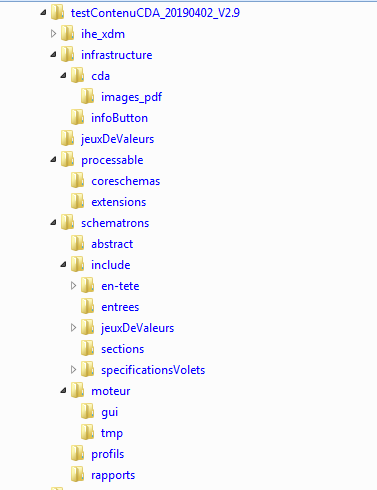 testContenuCDA_20190402_V2.9
ihe_xdm
infrastructure
cda
images_pdf
infoButton
jeuxDeValeurs
processable
coreschemas
extensions
schematrons
abstract
include
en-tete
entrees
jeuxDeValeurs
sections
specificationsVolets
moteur
gui
tmp
profils
rapports